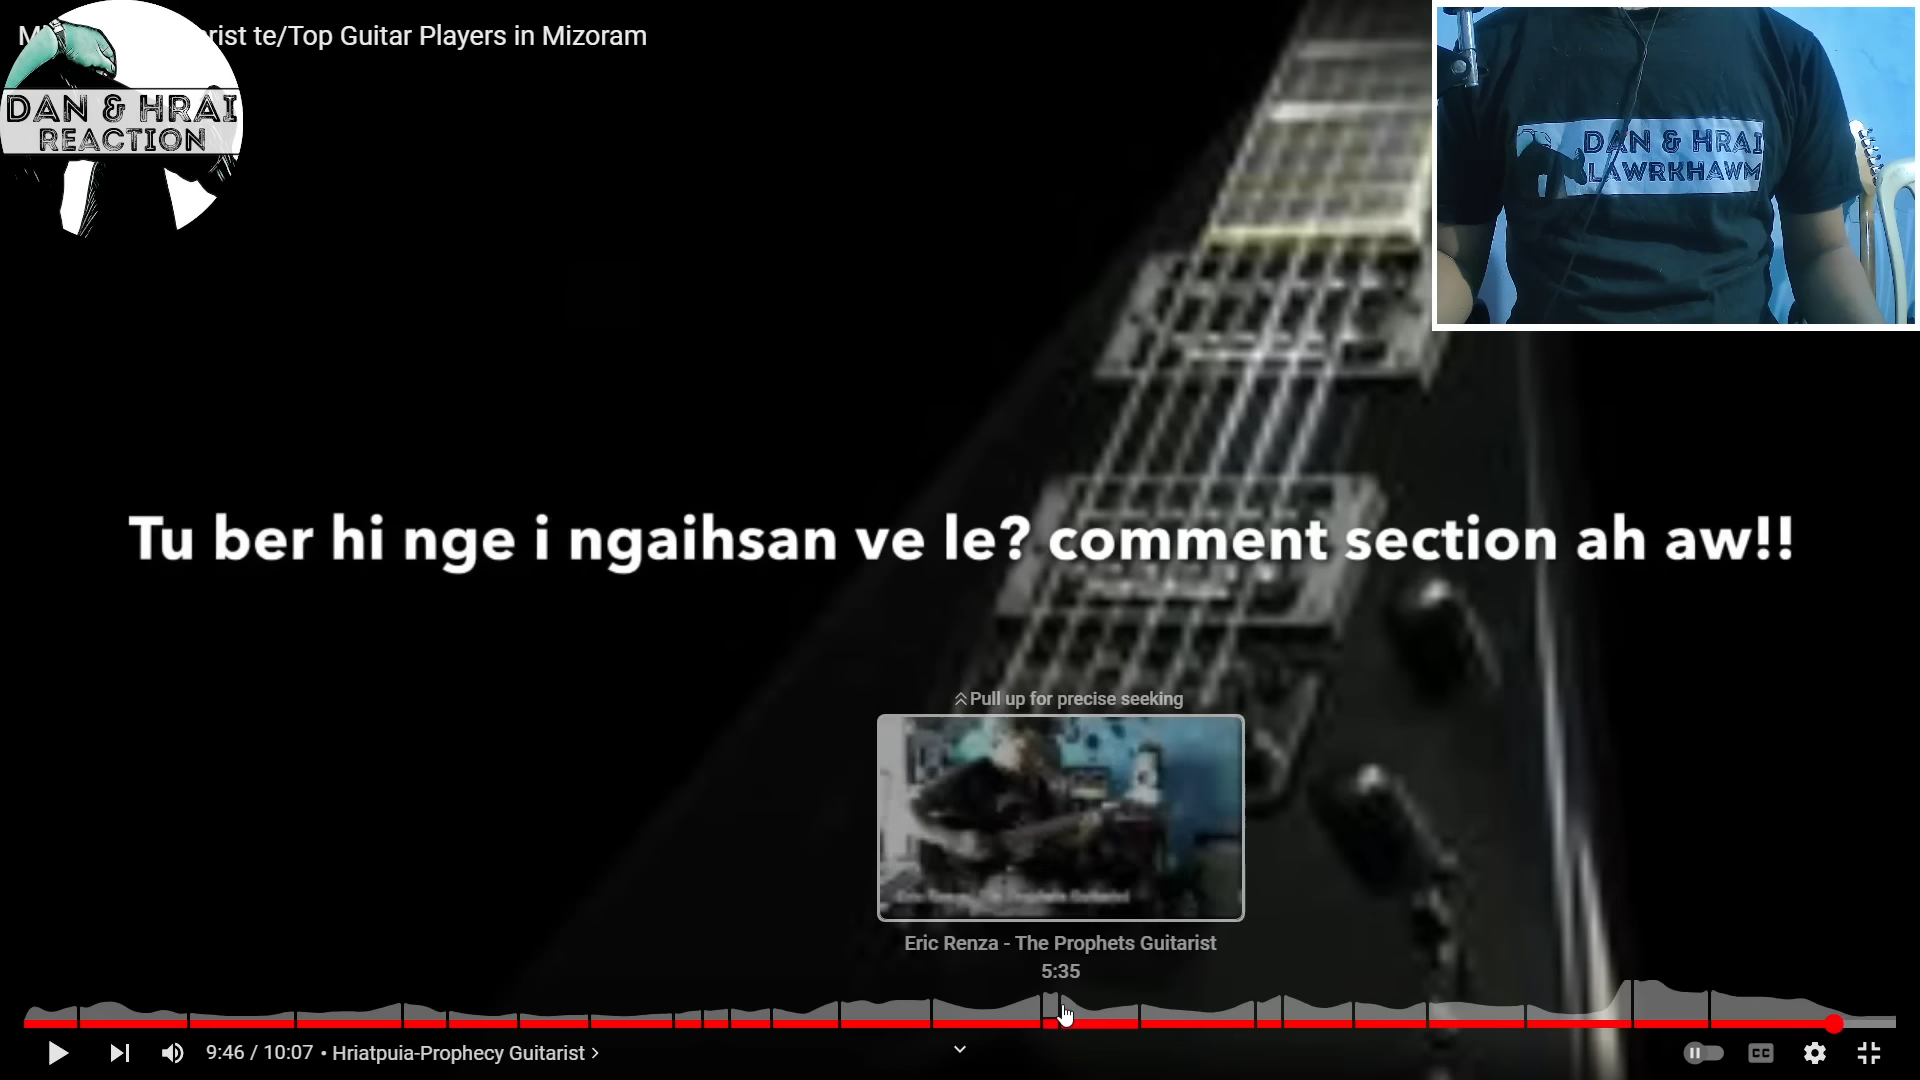 rist te/Top Guitar Players in Mizoram
DAN & HRAI
REACTION
DAN & HRAI
LAWRKHAWM
Tu ber hi nge i ngaihsan ve le? comment section ah aw!!
Pull up for precise seeking
Eric Renza - The Prophets Guitarist
5:35
9:46 / 10:07 • Hriatpuia-Prophecy Guitarist >
CC